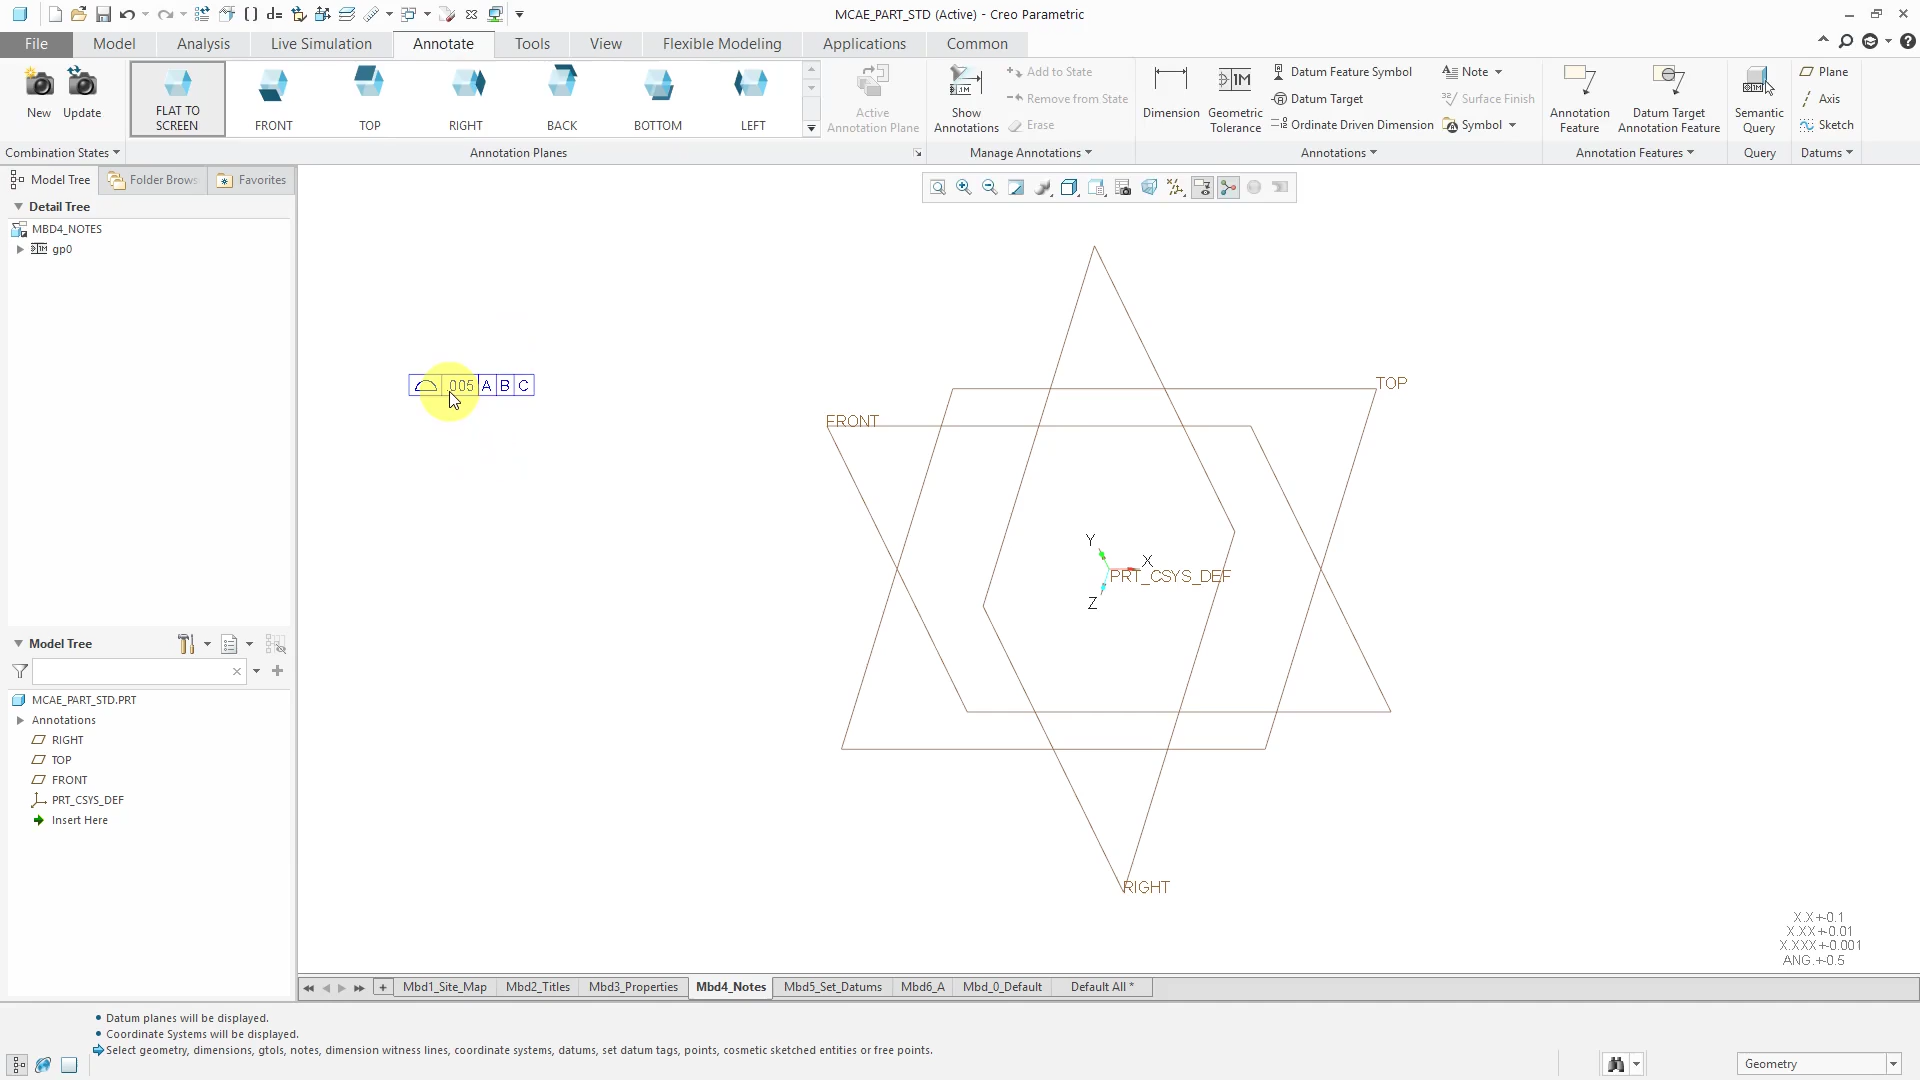 MCAE_PART_STD (Active) - Creo Parametric
File Model Analysis Live Simulation Annotate Tools View Flexible Modeling Applications Common
New Update
FLAT TO SCREEN
FRONT TOP RIGHT BACK BOTTOM LEFT
Active Annotation Plane
Show Annotations
Add to State
Remove from State
Erase
Dimension
Geometric Tolerance
Datum Feature Symbol
Datum Target
Ordinate Driven Dimension
Note
Surface Finish
Symbol
Annotation Feature
Datum Target Annotation Feature
Semantic Query
Plane
Axis
Sketch
Combination States Annotation Planes Manage Annotations Annotations Annotation Features Query Datums
Model Tree Folder Brows Favorites
Detail Tree
MBD4_NOTES
gp0
.005 A B C
TOP
FRONT
Y
X
PRT_CSYS_DEF
Z
RIGHT
Model Tree
MCAE_PART_STD.PRT
Annotations
RIGHT
TOP
FRONT
PRT_CSYS_DEF
Insert Here
X.X+-0.1
X.XX+-0.01
X.XXX+-0.001
ANG.+-0.5
Mbd1_Site_Map Mbd2_Titles Mbd3_Properties Mbd4_Notes Mbd5_Set_Datums Mbd6_A Mbd_0_Default Default All *
• Datum planes will be displayed.
• Coordinate Systems will be displayed.
Select geometry, dimensions, gtols, notes, dimension witness lines, coordinate systems, datums, set datum tags, points, cosmetic sketched entities or free points.
Geometry